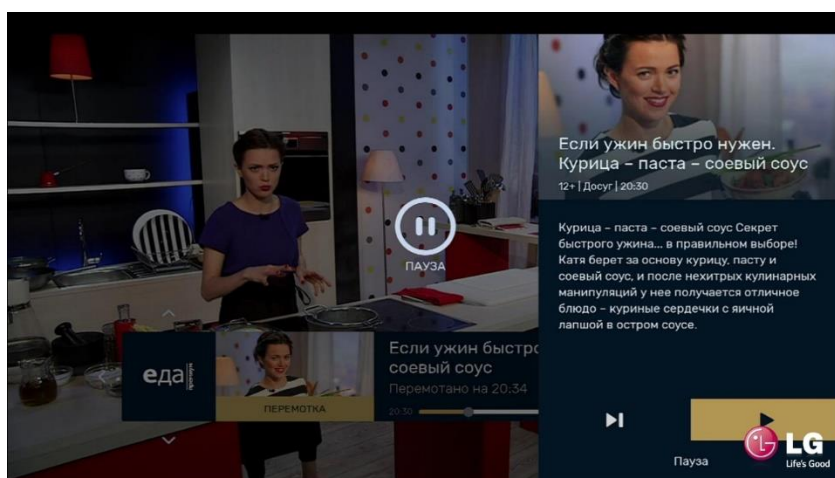 Если ужин быстро нужен.
Курица – паста – соевый соус
12+ | Досуг | 20:30
Курица – паста – соевый соус Секрет
быстрого ужина... в правильном выборе!
Катя берет за основу курицу, пасту и
соевый соус, и после нехитрых кулинарных
манипуляций у нее получается отличное
блюдо – куриные сердечки с яичной
лапшой в остром соусе.
ПАУЗА
еда
Если ужин быстро
соевый соус
Перемотано на 20:34
ПЕРЕМОТКА
20:30
Пауза
LG
Life's Good